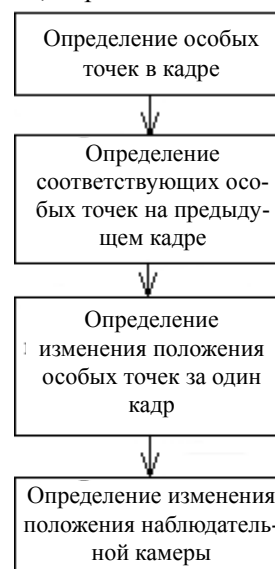 Определение особых
точек в кадре
Определение
соответствующих осо-
бых точек на предыду-
щем кадре
Определение
изменения положения
особых точек за один
кадр
Определение изменения
положения наблюдатель-
ной камеры